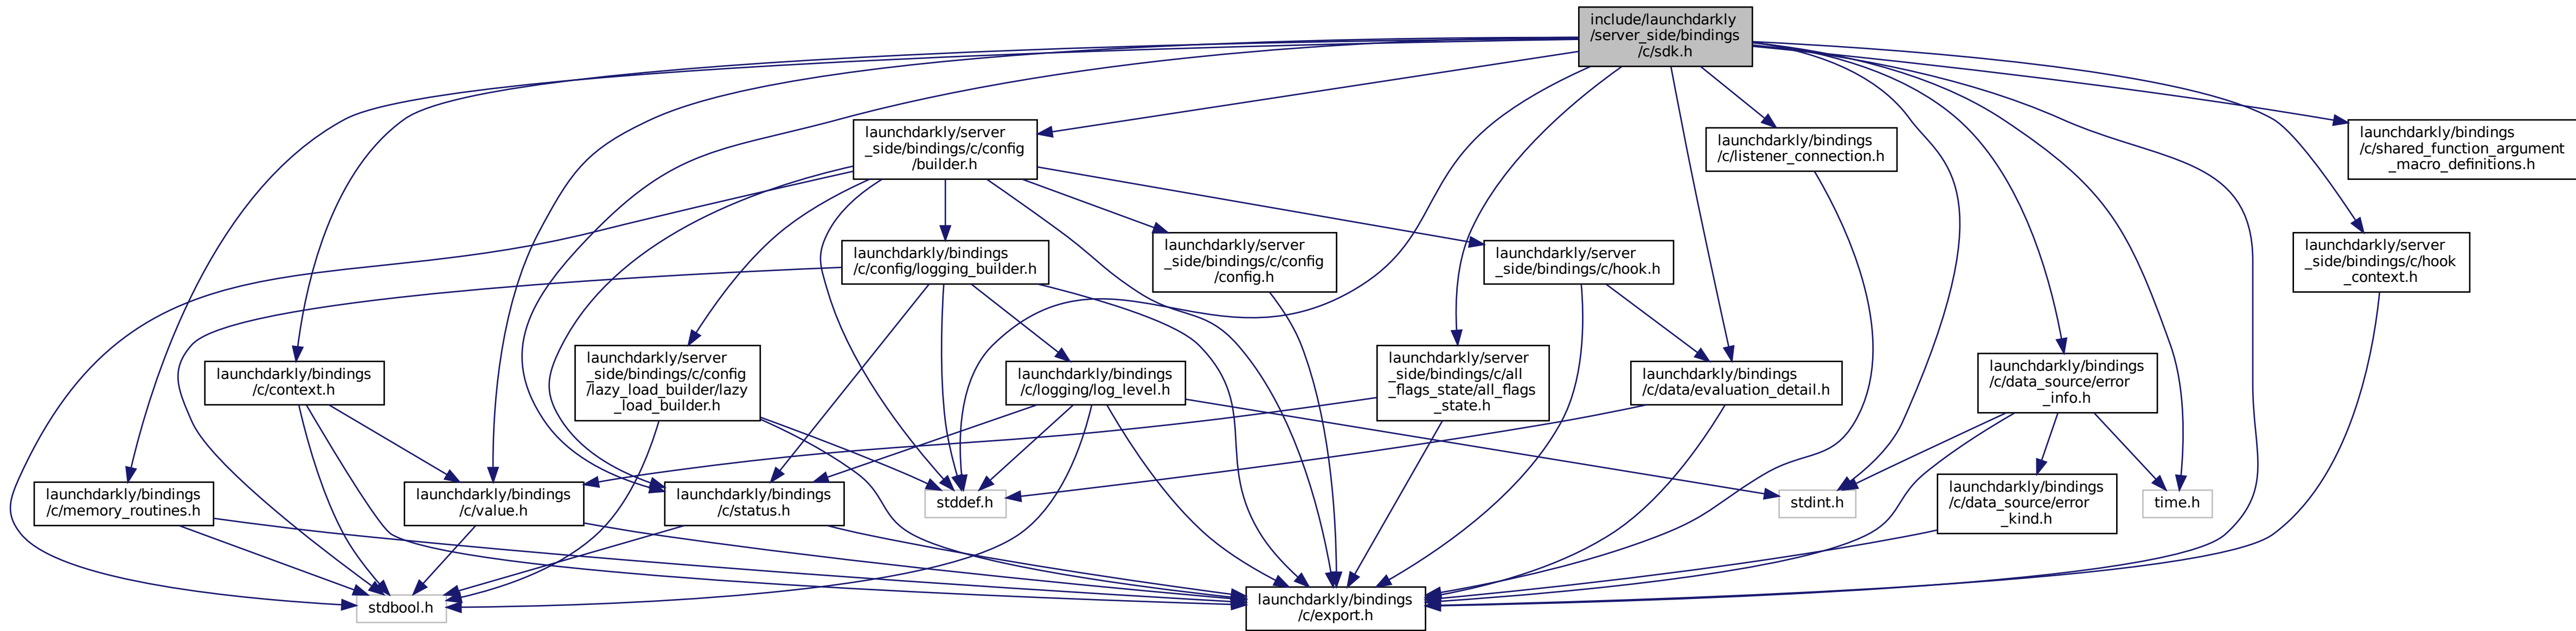 include/launchdarkly
/server_side/bindings
/c/sdk.h
launchdarkly/server
_side/bindings/c/config
/builder.h
launchdarkly/bindings
/c/listener_connection.h
launchdarkly/bindings
/c/shared_function_argument
_macro_definitions.h
launchdarkly/bindings
/c/config/logging_builder.h
launchdarkly/server
_side/bindings/c/config
/config.h
launchdarkly/server
_side/bindings/c/hook.h
launchdarkly/server
_side/bindings/c/hook
_context.h
launchdarkly/bindings
/c/context.h
launchdarkly/server
_side/bindings/c/config
/lazy_load_builder/lazy
_load_builder.h
launchdarkly/bindings
/c/logging/log_level.h
launchdarkly/server
_side/bindings/c/all
_flags_state/all_flags
_state.h
launchdarkly/bindings
/c/data/evaluation_detail.h
launchdarkly/bindings
/c/data_source/error
_info.h
launchdarkly/bindings
/c/memory_routines.h
launchdarkly/bindings
/c/value.h
launchdarkly/bindings
/c/status.h
stddef.h
stdint.h
launchdarkly/bindings
/c/data_source/error
_kind.h
time.h
stdbool.h
launchdarkly/bindings
/c/export.h